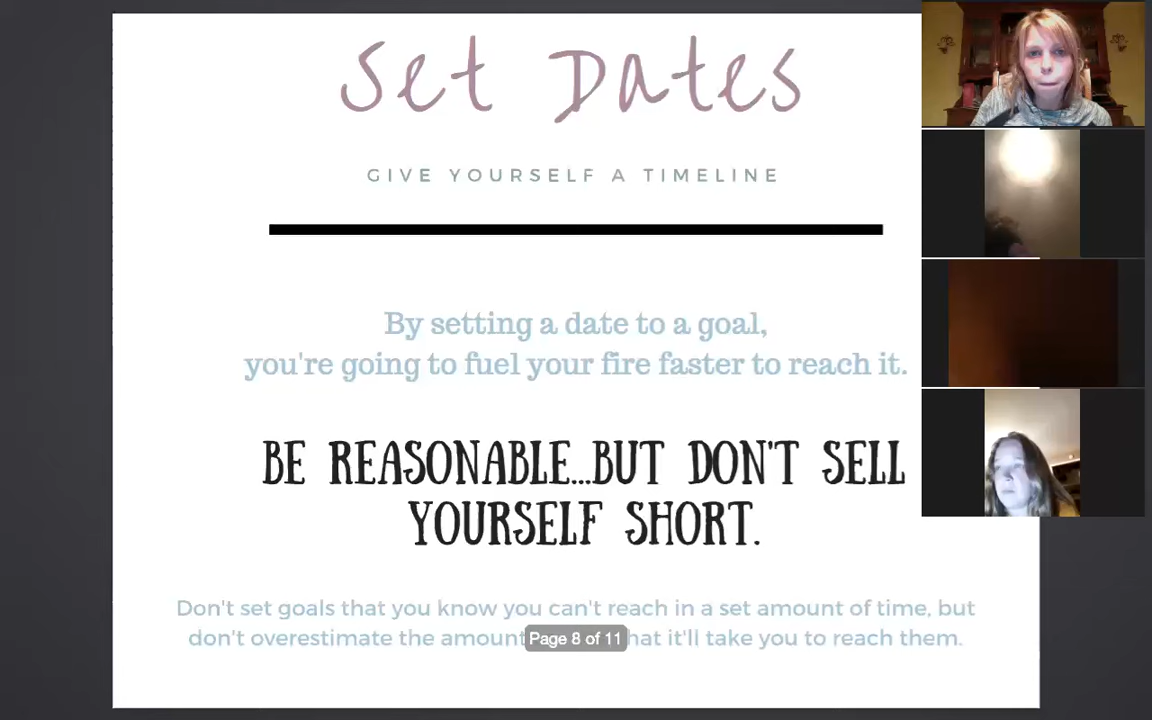 Set Dates
GIVE YOURSELF A TIMELINE
By setting a date to a goal,
you're going to fuel your fire faster to reach it.
BE REASONABLE...BUT DON'T SELL
YOURSELF SHORT.
Don't set goals that you know you can't reach in a set amount of time, but
don't overestimate the amount hat it'll take you to reach them.
Page 8 of 11